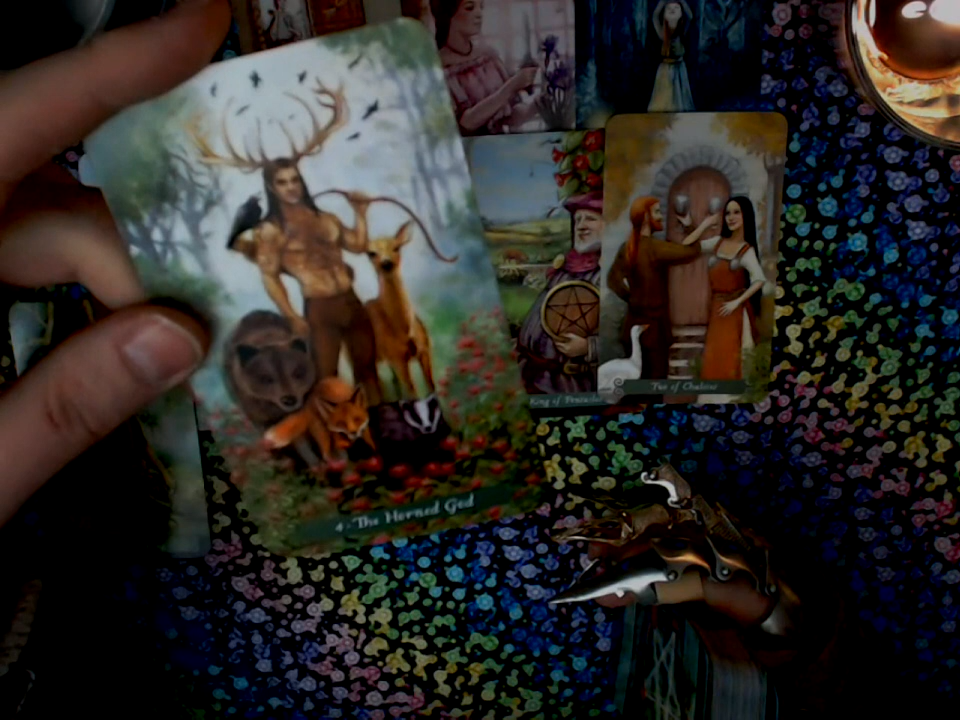 King of Pentacles
Two of Chalices
4 · The Horned God